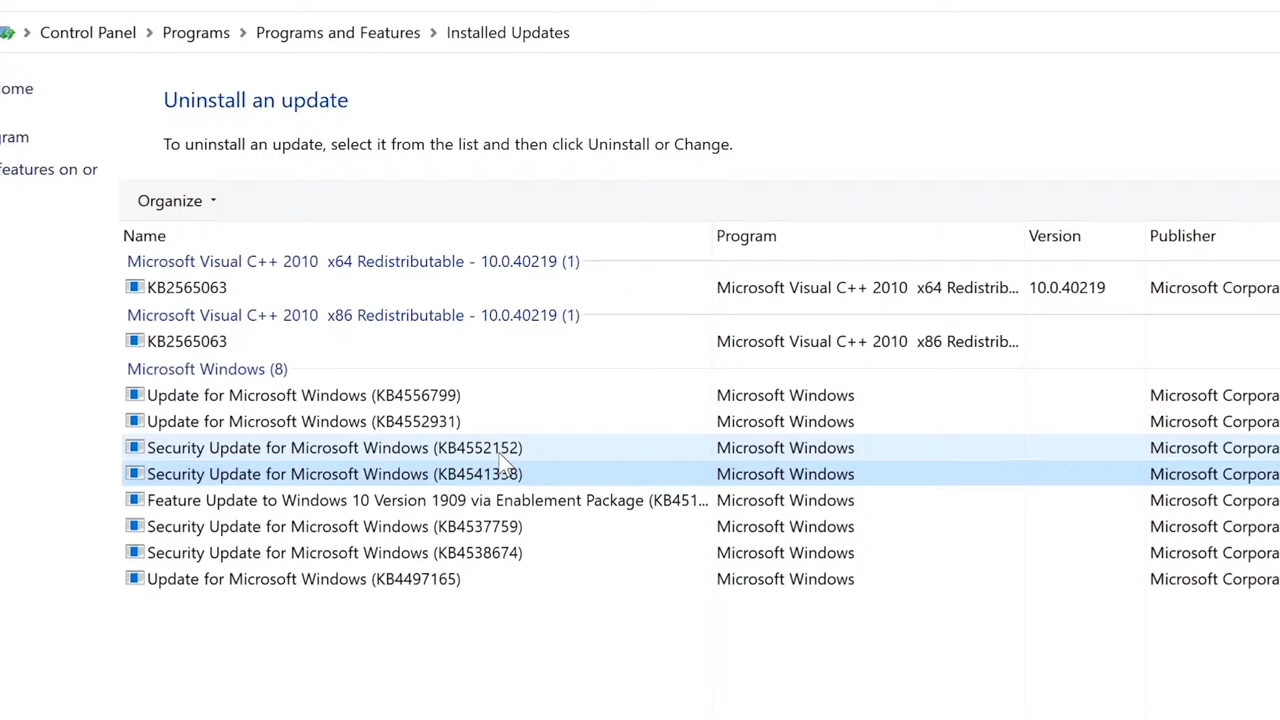 Control Panel > Programs > Programs and Features > Installed Updates
ome
Uninstall an update
gram
To uninstall an update, select it from the list and then click Uninstall or Change.
features on or
Organize
Name Program Version Publisher
Microsoft Visual C++ 2010 x64 Redistributable - 10.0.40219 (1)
KB2565063 Microsoft Visual C++ 2010 x64 Redistrib... 10.0.40219 Microsoft Corpora
Microsoft Visual C++ 2010 x86 Redistributable - 10.0.40219 (1)
KB2565063 Microsoft Visual C++ 2010 x86 Redistrib...
Microsoft Windows (8)
Update for Microsoft Windows (KB4556799) Microsoft Windows Microsoft Corpora
Update for Microsoft Windows (KB4552931) Microsoft Windows Microsoft Corpora
Security Update for Microsoft Windows (KB4552152) Microsoft Windows Microsoft Corpora
Security Update for Microsoft Windows (KB4541338) Microsoft Windows Microsoft Corpora
Feature Update to Windows 10 Version 1909 via Enablement Package (KB451... Microsoft Windows Microsoft Corpora
Security Update for Microsoft Windows (KB4537759) Microsoft Windows Microsoft Corpora
Security Update for Microsoft Windows (KB4538674) Microsoft Windows Microsoft Corpora
Update for Microsoft Windows (KB4497165) Microsoft Windows Microsoft Corpora